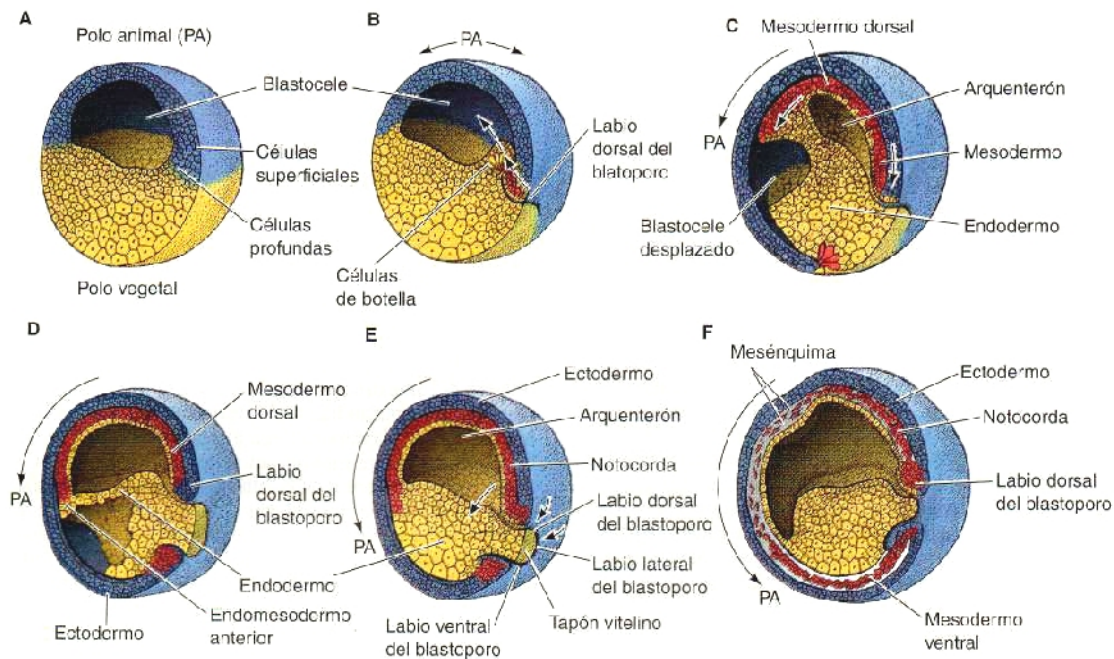 A
Polo animal (PA)
Blastocele
Células
superficiales
Células
profundas
Polo vegetal
B
PA
Labio
dorsal del
blatoporo
Células
de botella
C
Mesodermo dorsal
Arquenterón
PA
Mesodermo
Blastocele
desplazado
Endodermo
D
Mesodermo
dorsal
Labio
dorsal del
blastoporo
PA
Endodermo
Endomesodermo
anterior
Ectodermo
E
Ectodermo
Arquenterón
Notocorda
Labio dorsal
del blastoporo
PA
Labio lateral
del blastoporo
Labio ventral
del blastoporo
Tapón vitelino
F
Mesénquima
Ectodermo
Notocorda
Labio dorsal
del blastoporo
PA
Mesodermo
ventral